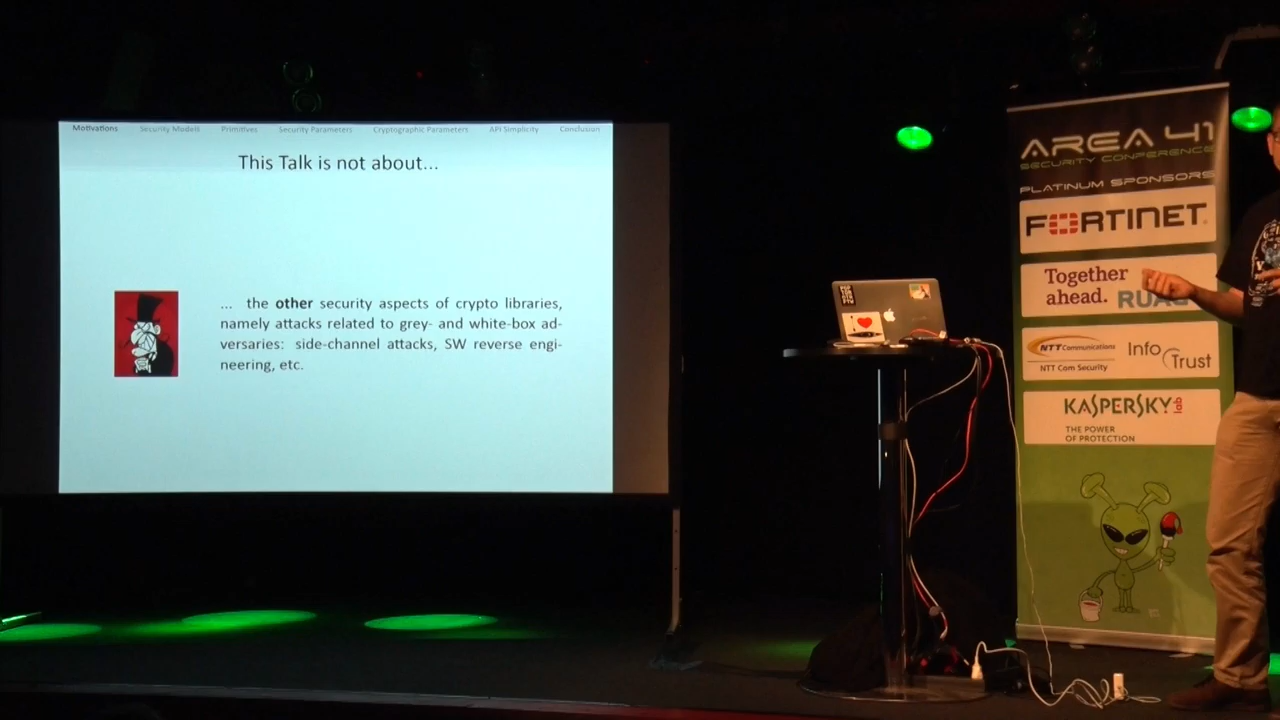 Motivations Security Models Primitives Security Parameters Cryptographic Parameters API Simplicity Conclusion
This Talk is not about...
... the other security aspects of crypto libraries,
namely attacks related to grey- and white-box ad-
versaries: side-channel attacks, SW reverse engi-
neering, etc.
AREA 41
SECURITY CONFERENCE
PLATINUM SPONSORS
FORTINET
Together
ahead. RUAG
NTT Communications
NTT Com Security
Info
Trust
KASPERSKY lab
THE POWER
OF PROTECTION